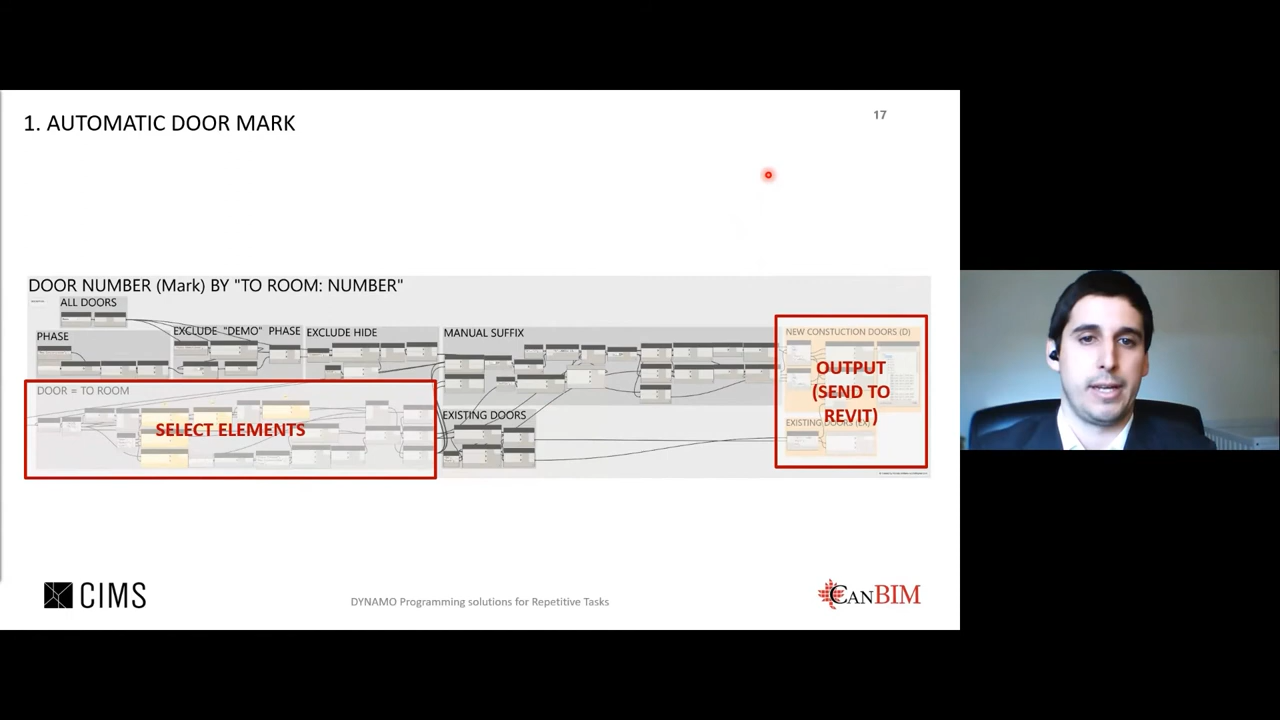 1. AUTOMATIC DOOR MARK
17
DOOR NUMBER (Mark) BY "TO ROOM: NUMBER"
ALL DOORS
PHASE
EXCLUDE "DEMO" PHASE
EXCLUDE HIDE
MANUAL SUFFIX
NEW CONSTUCTION DOORS (D)
OUTPUT
(SEND TO
REVIT)
DOOR = TO ROOM
SELECT ELEMENTS
EXISTING DOORS
EXISTING DOORS (EX)
CIMS
DYNAMO Programming solutions for Repetitive Tasks
CANBIM